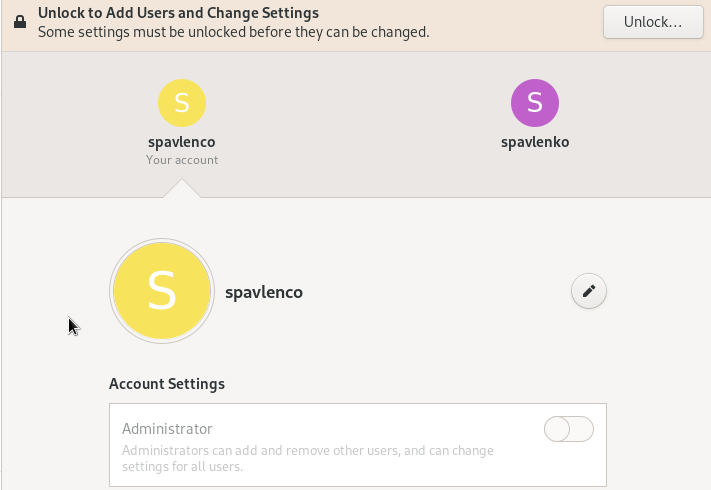 Unlock to Add Users and Change Settings
Some settings must be unlocked before they can be changed.
Unlock…
S
spavlenco
Your account
S
spavlenko
S
spavlenco
Account Settings
Administrator
Administrators can add and remove other users, and can change
settings for all users.